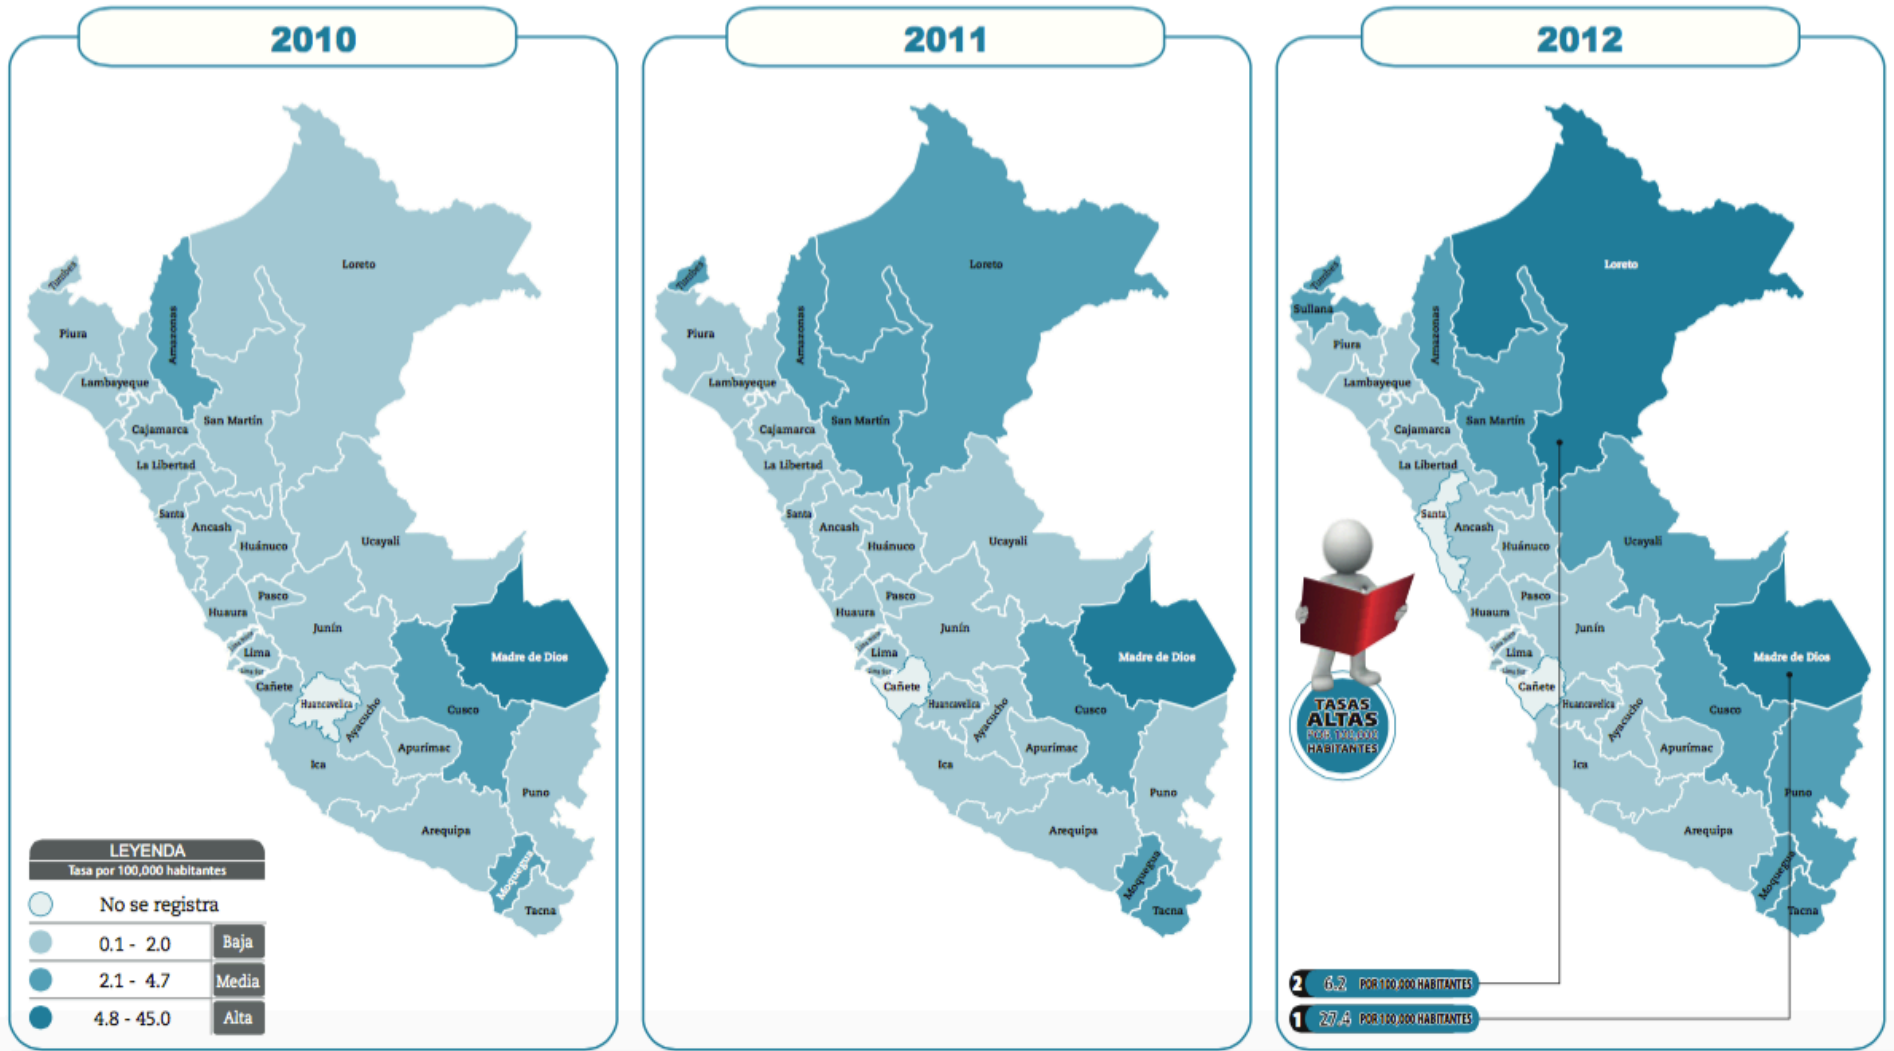 2010
Loreto
Tumbes
Piura
Amazonas
Lambayeque
San Martín
Cajamarca
La Libertad
Santa
Ancash
Huánuco
Ucayali
Pasco
Huaura
Junín
Lima
Madre de Dios
Cañete
Huancavelica
Ayacucho
Cusco
Apurímac
Ica
Puno
Arequipa
Moquegua
Tacna
LEYENDA
Tasa por 100,000 habitantes
No se registra
0.1 - 2.0 Baja
2.1 - 4.7 Media
4.8 - 45.0 Alta
2011
Loreto
Tumbes
Piura
Amazonas
Lambayeque
San Martín
Cajamarca
La Libertad
Santa
Ancash
Huánuco
Ucayali
Pasco
Huaura
Junín
Lima
Madre de Dios
Cañete
Huancavelica
Ayacucho
Cusco
Apurímac
Ica
Puno
Arequipa
Moquegua
Tacna
2012
Loreto
Tumbes
Sullana
Piura
Amazonas
Lambayeque
San Martín
Cajamarca
La Libertad
Santa
Ancash
Huánuco
Ucayali
Pasco
Huaura
Junín
Lima
Madre de Dios
Cañete
Huancavelica
Ayacucho
Cusco
Apurímac
Ica
Puno
Arequipa
Moquegua
Tacna
TASAS
ALTAS
POR 100,000
HABITANTES
2 6.2 POR 100,000 HABITANTES
1 27.4 POR 100,000 HABITANTES